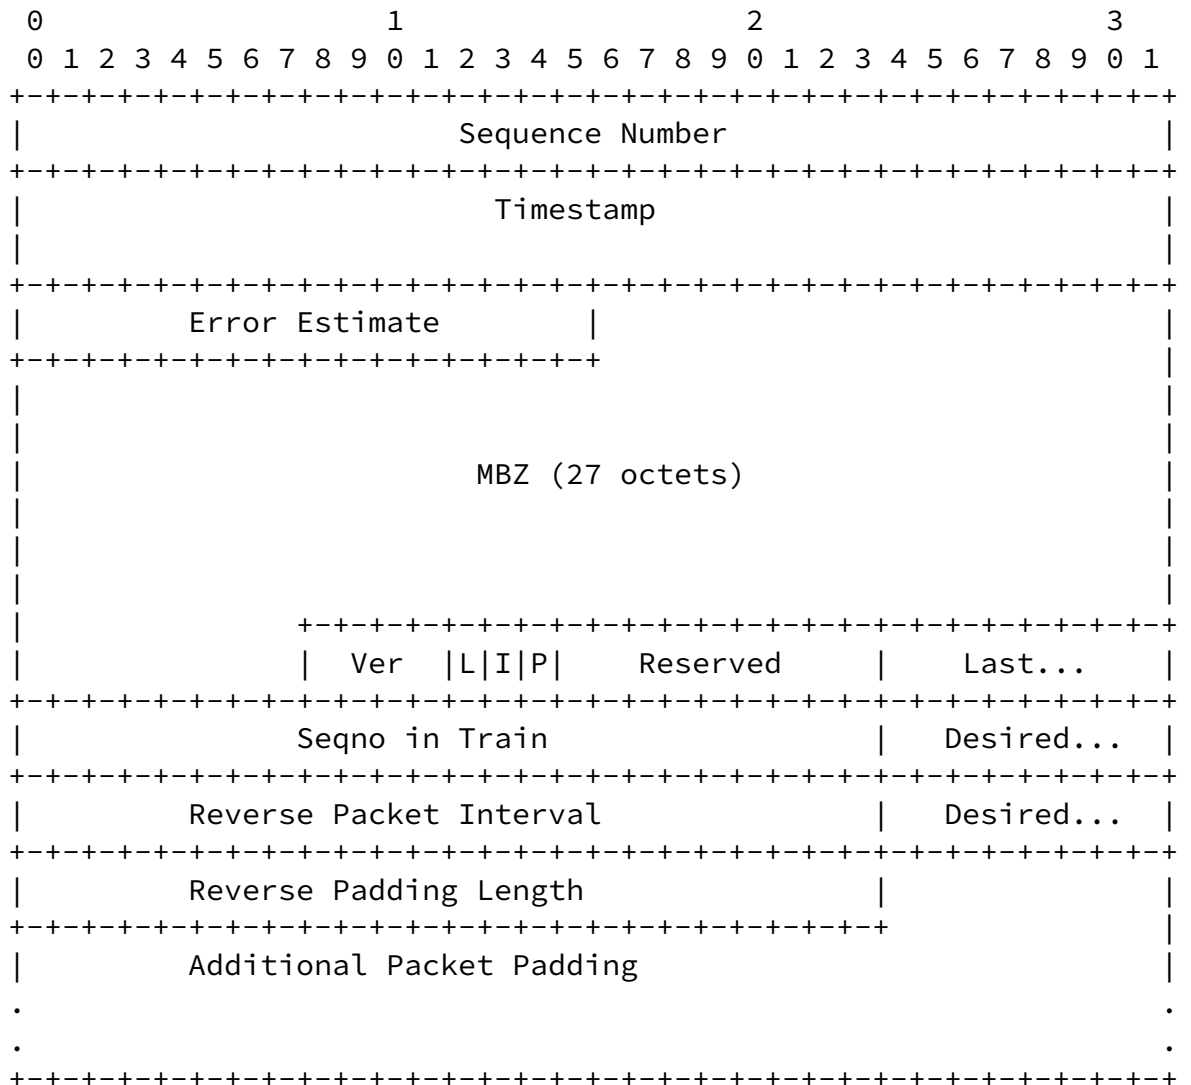 0                   1                   2                   3
 0 1 2 3 4 5 6 7 8 9 0 1 2 3 4 5 6 7 8 9 0 1 2 3 4 5 6 7 8 9 0 1
+-+-+-+-+-+-+-+-+-+-+-+-+-+-+-+-+-+-+-+-+-+-+-+-+-+-+-+-+-+-+-+-+
|                        Sequence Number                        |
+-+-+-+-+-+-+-+-+-+-+-+-+-+-+-+-+-+-+-+-+-+-+-+-+-+-+-+-+-+-+-+-+
|                          Timestamp                            |
|                                                               |
+-+-+-+-+-+-+-+-+-+-+-+-+-+-+-+-+-+-+-+-+-+-+-+-+-+-+-+-+-+-+-+-+
|         Error Estimate        |                               |
+-+-+-+-+-+-+-+-+-+-+-+-+-+-+-+-+                               |
|                                                               |
|                                                               |
|                         MBZ (27 octets)                       |
|                                                               |
|                                                               |
|                                                               |
|               +-+-+-+-+-+-+-+-+-+-+-+-+-+-+-+-+-+-+-+-+-+-+-+-+
|               |  Ver  |L|I|P|    Reserved     |    Last...    |
+-+-+-+-+-+-+-+-+-+-+-+-+-+-+-+-+-+-+-+-+-+-+-+-+-+-+-+-+-+-+-+-+
|               Seqno in Train                  |   Desired...  |
+-+-+-+-+-+-+-+-+-+-+-+-+-+-+-+-+-+-+-+-+-+-+-+-+-+-+-+-+-+-+-+-+
|         Reverse Packet Interval               |   Desired...  |
+-+-+-+-+-+-+-+-+-+-+-+-+-+-+-+-+-+-+-+-+-+-+-+-+-+-+-+-+-+-+-+-+
|         Reverse Padding Length                |               |
+-+-+-+-+-+-+-+-+-+-+-+-+-+-+-+-+-+-+-+-+-+-+-+-+               |
|         Additional Packet Padding                             |
.                                                               .
.                                                               .
+-+-+-+-+-+-+-+-+-+-+-+-+-+-+-+-+-+-+-+-+-+-+-+-+-+-+-+-+-+-+-+-+